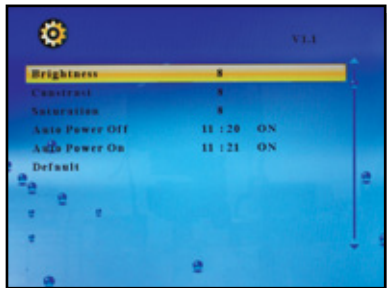 V1.1
Brightness 8
Constrast 8
Saturation 8
Auto Power Off 11 : 20 ON
Auto Power On 11 : 21 ON
Default